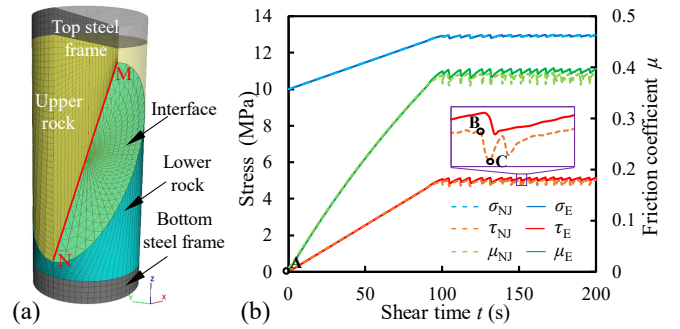 (a)
Top steel
frame
M
Upper
rock
Interface
Lower
rock
Bottom
steel frame
N
z
y
x
(b)
Stress (MPa)
14
12
10
8
6
4
2
0
0.5
0.4
0.3
0.2
0.1
0
Friction coefficient μ
B
C
A
σNJ σE
τNJ τE
μNJ μE
0 50 100 150 200
Shear time t (s)